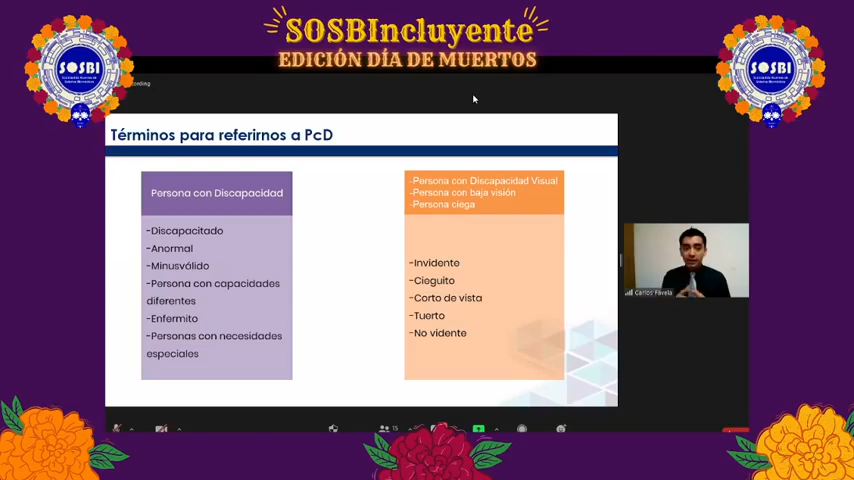 SOSBIncluyente
EDICIÓN DÍA DE MUERTOS
SOSBI
SOSBI
Términos para referirnos a PcD
Persona con Discapacidad
-Discapacitado
-Anormal
-Minusválido
-Persona con capacidades
diferentes
-Enfermito
-Personas con necesidades
especiales
-Persona con Discapacidad Visual
-Persona con baja visión
-Persona ciega
-Invidente
-Cieguito
-Corto de vista
-Tuerto
-No vidente
Carlos Favela
15